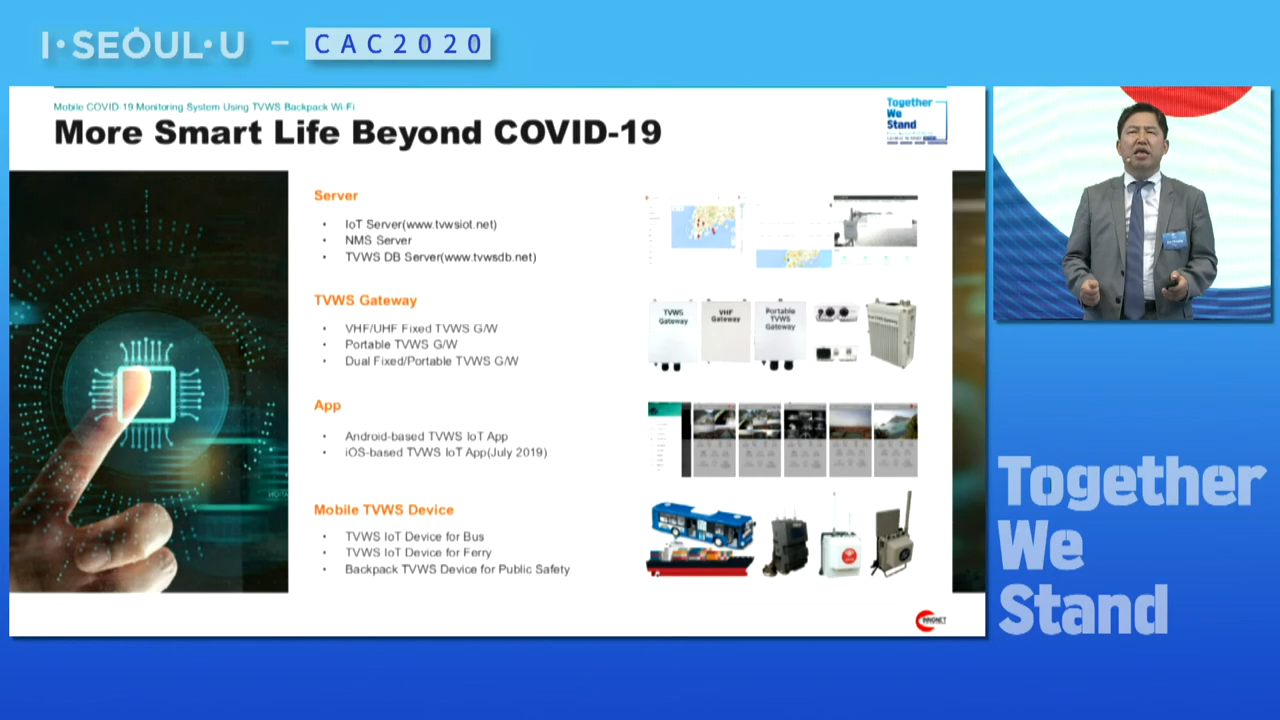 I·SEOUL·U – CAC2020
Mobile COVID-19 Monitoring System Using TVWS Backpack Wi-Fi
More Smart Life Beyond COVID-19
Together
We
Stand
Server
• IoT Server(www.tvwsiot.net)
• NMS Server
• TVWS DB Server(www.tvwsdb.net)
TVWS Gateway
• VHF/UHF Fixed TVWS G/W
• Portable TVWS G/W
• Dual Fixed/Portable TVWS G/W
TVWS
Gateway
VHF
Gateway
Portable
TVWS
Gateway
App
• Android-based TVWS IoT App
• iOS-based TVWS IoT App(July 2019)
Mobile TVWS Device
• TVWS IoT Device for Bus
• TVWS IoT Device for Ferry
• Backpack TVWS Device for Public Safety
INNONET
Together
We
Stand